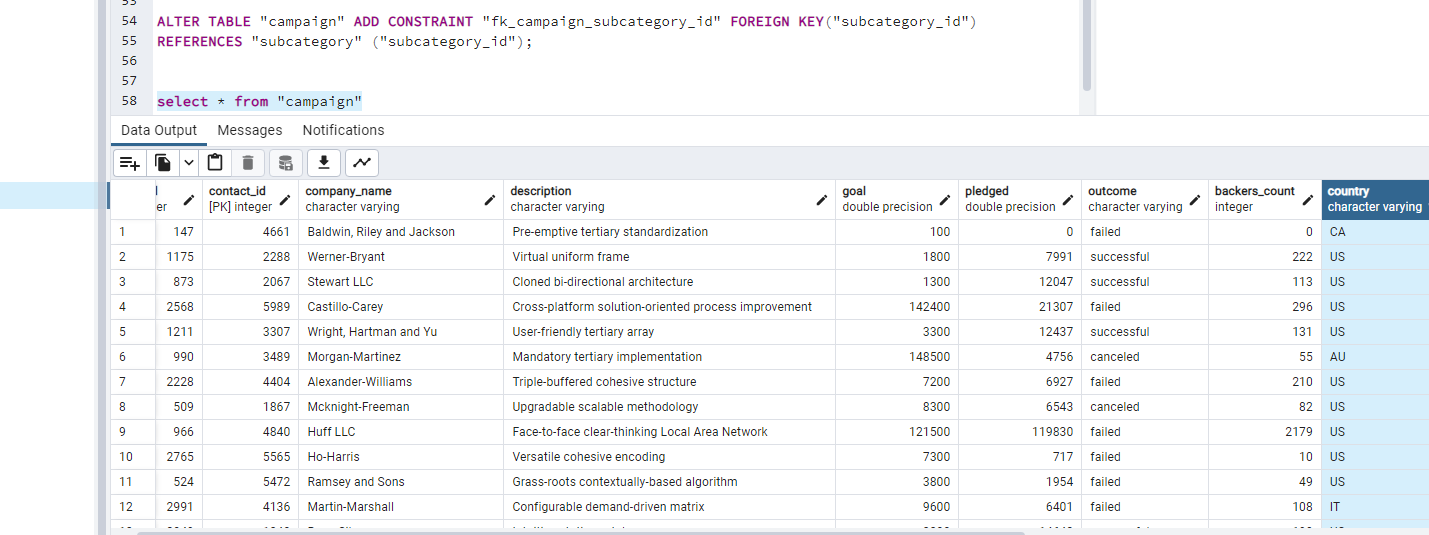 54 ALTER TABLE "campaign" ADD CONSTRAINT "fk_campaign_subcategory_id" FOREIGN KEY("subcategory_id")
55 REFERENCES "subcategory" ("subcategory_id");
56
57
58 select * from "campaign"
Data Output Messages Notifications
contact_id company_name description goal pledged outcome backers_count country
er [PK] integer character varying character varying double precision double precision character varying integer character varying
1 147 4661 Baldwin, Riley and Jackson Pre-emptive tertiary standardization 100 0 failed 0 CA
2 1175 2288 Werner-Bryant Virtual uniform frame 1800 7991 successful 222 US
3 873 2067 Stewart LLC Cloned bi-directional architecture 1300 12047 successful 113 US
4 2568 5989 Castillo-Carey Cross-platform solution-oriented process improvement 142400 21307 failed 296 US
5 1211 3307 Wright, Hartman and Yu User-friendly tertiary array 3300 12437 successful 131 US
6 990 3489 Morgan-Martinez Mandatory tertiary implementation 148500 4756 canceled 55 AU
7 2228 4404 Alexander-Williams Triple-buffered cohesive structure 7200 6927 failed 210 US
8 509 1867 Mcknight-Freeman Upgradable scalable methodology 8300 6543 canceled 82 US
9 966 4840 Huff LLC Face-to-face clear-thinking Local Area Network 121500 119830 failed 2179 US
10 2765 5565 Ho-Harris Versatile cohesive encoding 7300 717 failed 10 US
11 524 5472 Ramsey and Sons Grass-roots contextually-based algorithm 3800 1954 failed 49 US
12 2991 4136 Martin-Marshall Configurable demand-driven matrix 9600 6401 failed 108 IT